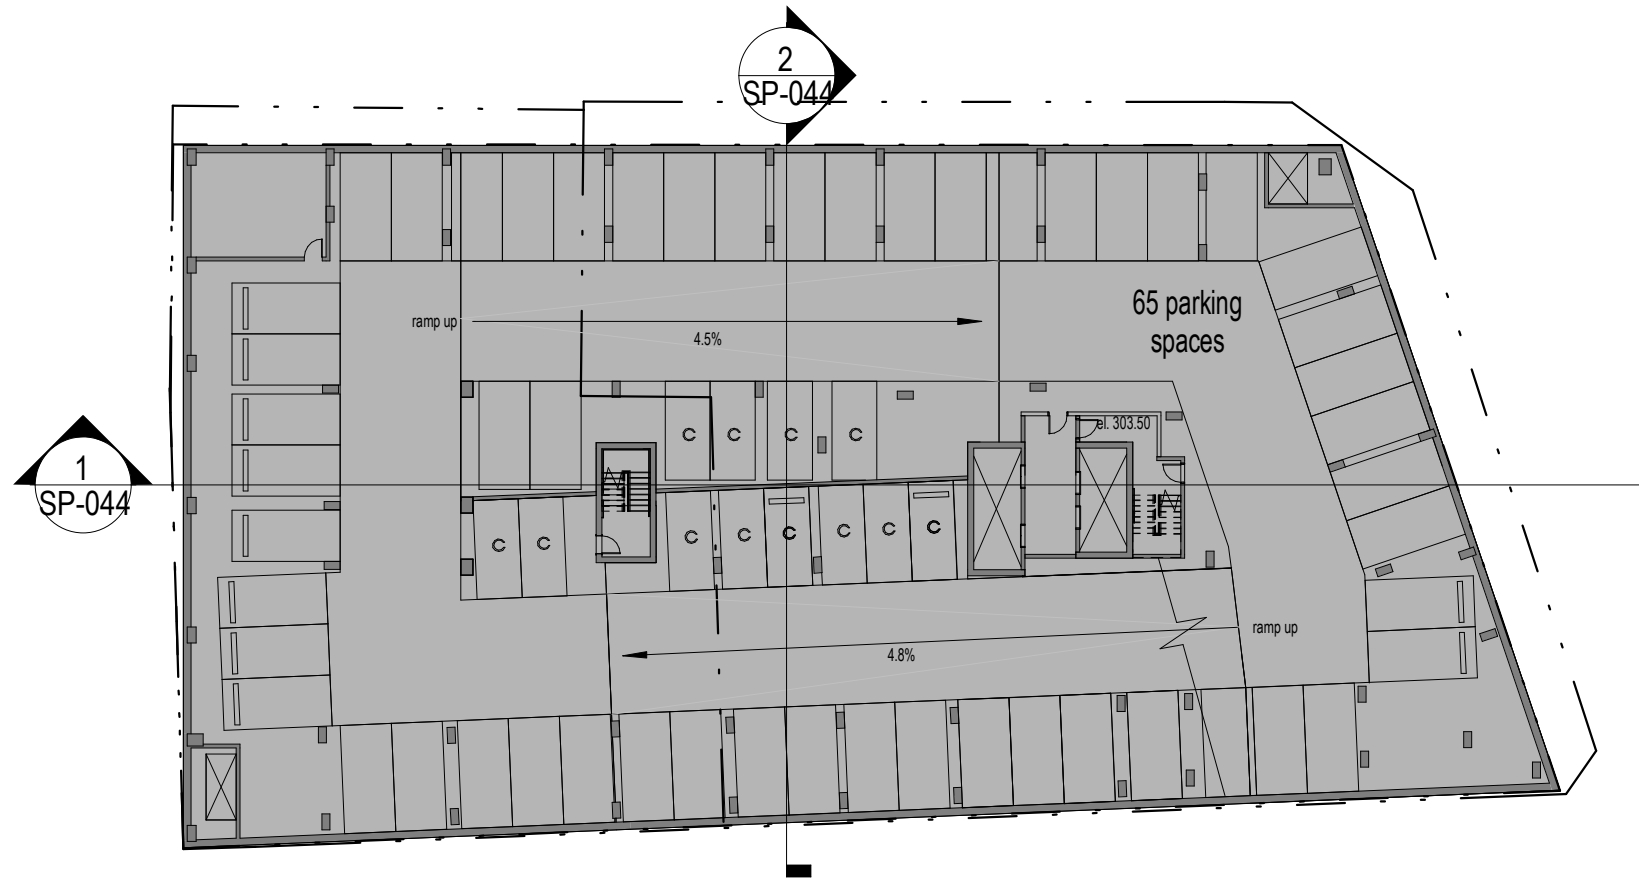 2
SP-044
65 parking
spaces
ramp up
4.5%
el. 303.50
C C C C
1
SP-044
C C C C C C C C
ramp up
4.8%